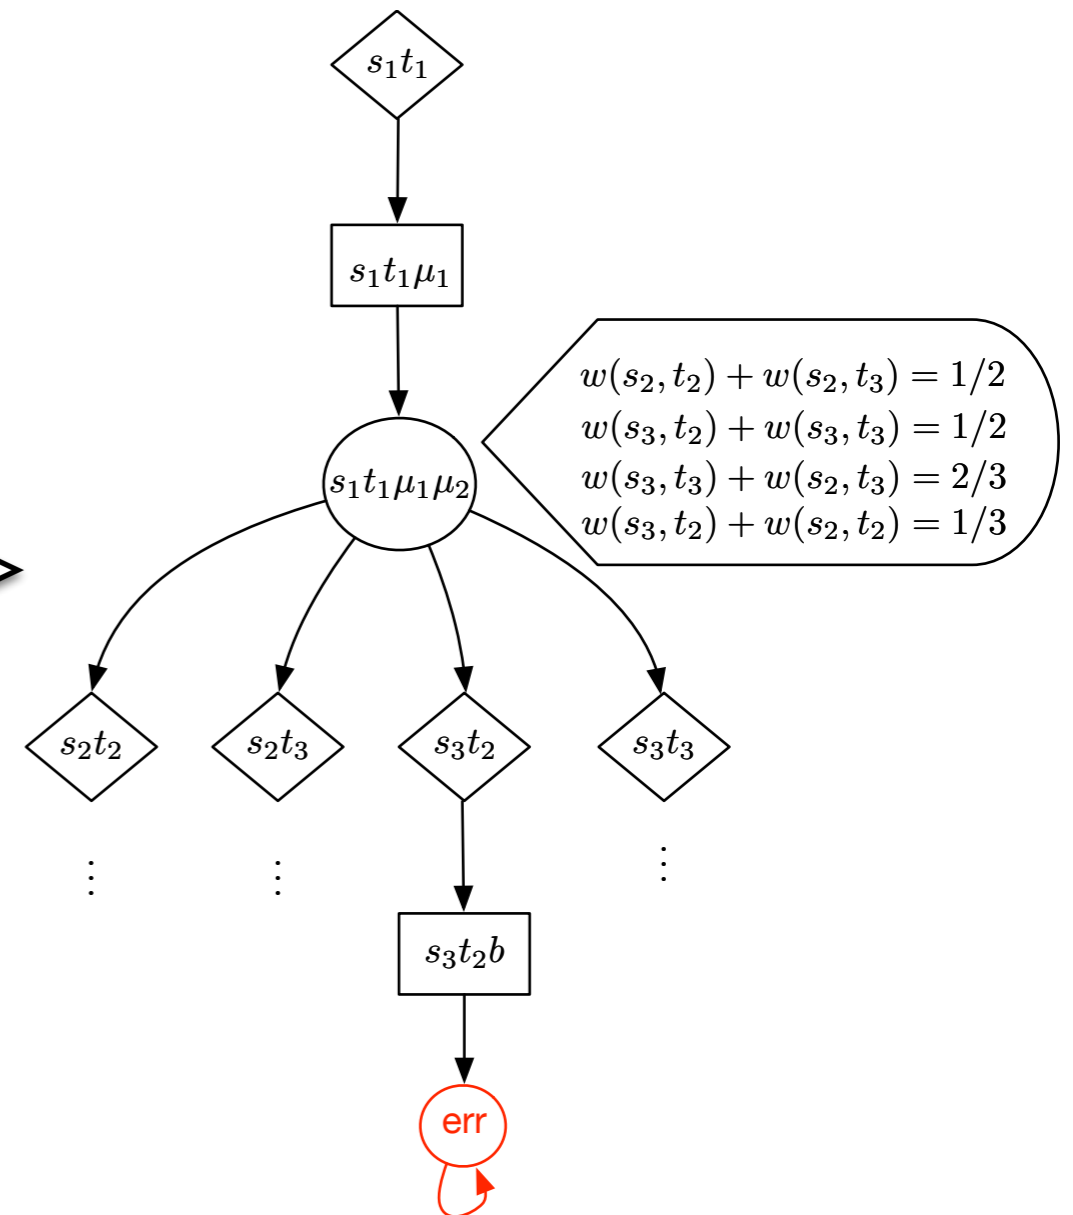 s₁t₁
s₁t₁μ₁
w(s₂, t₂) + w(s₂, t₃) = 1/2
w(s₃, t₂) + w(s₃, t₃) = 1/2
w(s₃, t₃) + w(s₂, t₃) = 2/3
w(s₃, t₂) + w(s₂, t₂) = 1/3
s₁t₁μ₁μ₂
s₂t₂ s₂t₃ s₃t₂ s₃t₃
s₃t₂b
err